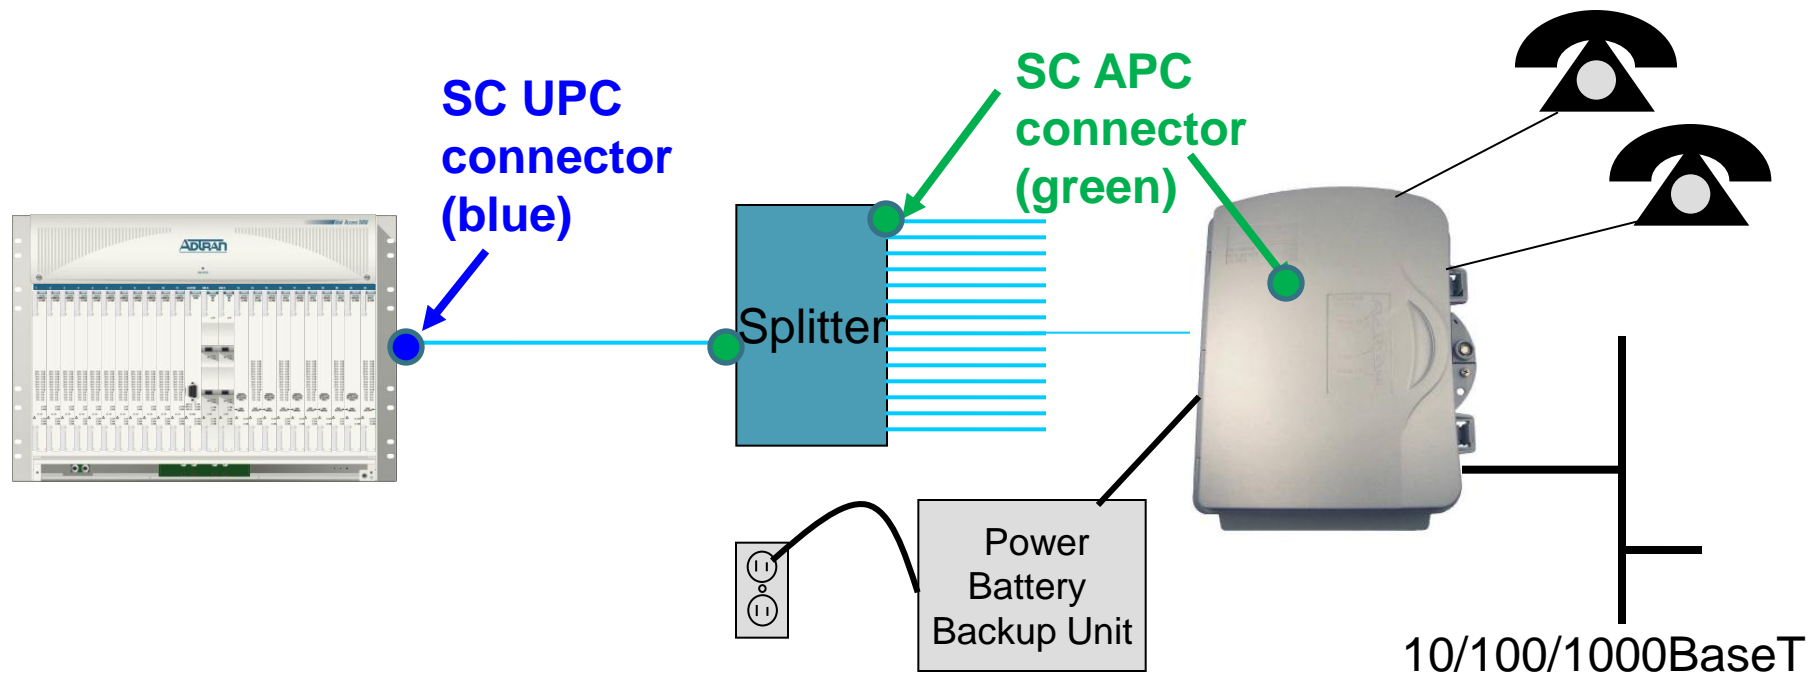 SC UPC
connector
(blue)
SC APC
connector
(green)
ADTRAN
Splitter
Power
Battery
Backup Unit
10/100/1000BaseT